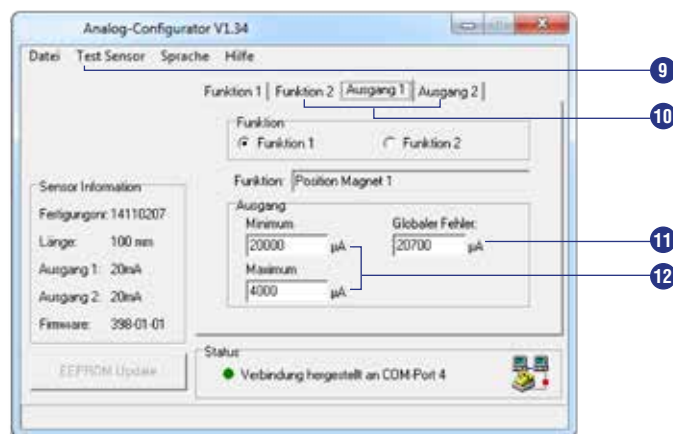 Analog-Configurator V1.34
Datei Test Sensor Sprache Hilfe
9
Funktion 1 Funktion 2 Ausgang 1 Ausgang 2
10
Funktion
Funktion 1 Funktion 2
Funktion: Position Magnet 1
Sensor Information
Fertigungsnr. 14110207
Länge: 100 mm
Ausgang 1: 20mA
Ausgang 2: 20mA
Firmware: 398-01-01
Ausgang
Minimum Globaler Fehler:
20000 µA 20700 µA
11
Maximum
4000 µA
12
EEPROM Update
Status
Verbindung hergestellt an COM-Port 4